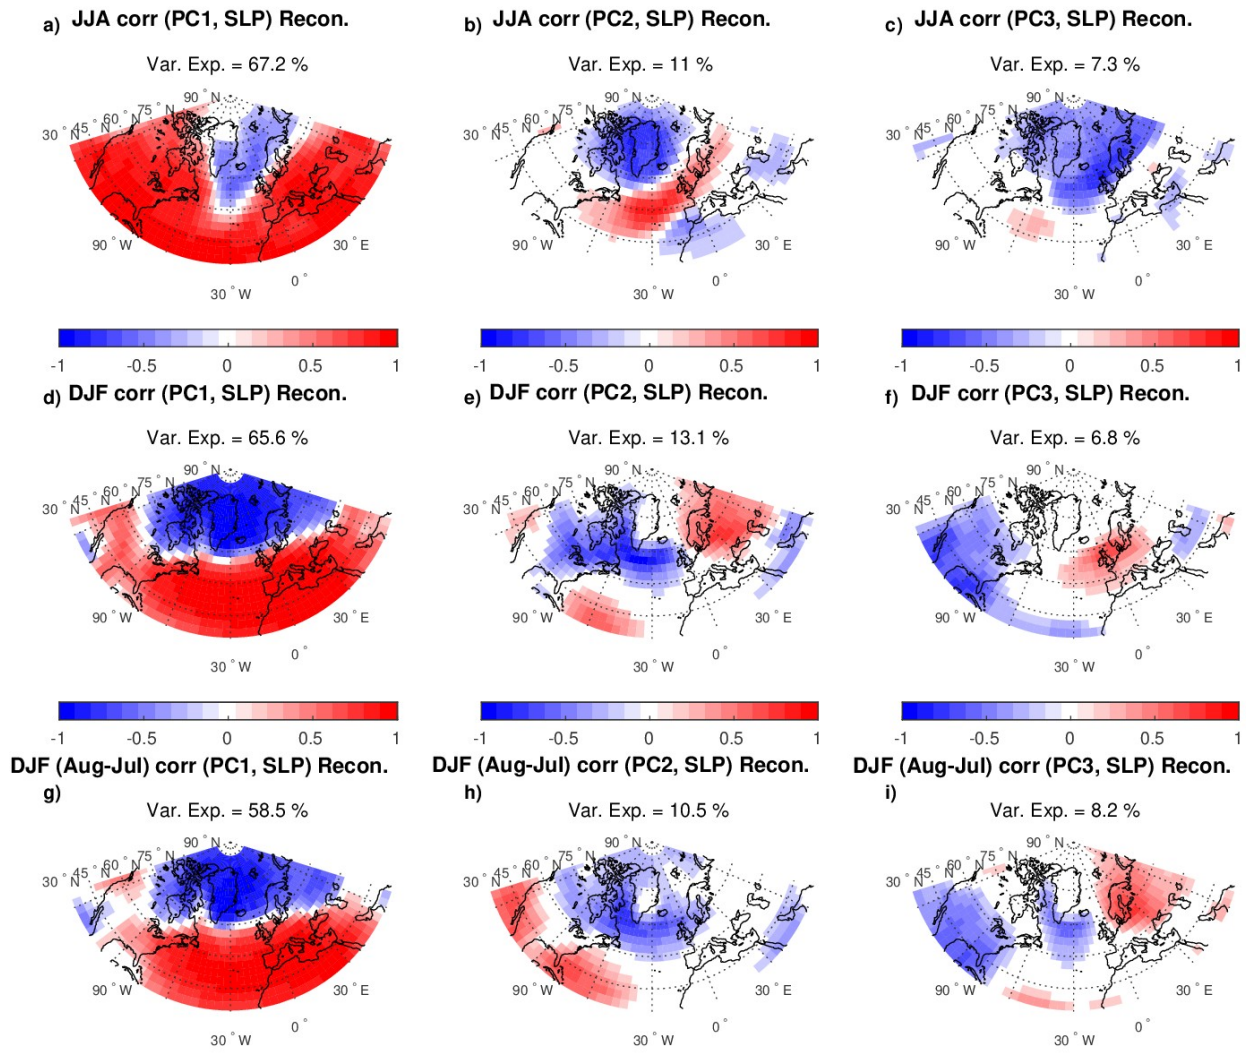 a) JJA corr (PC1, SLP) Recon.
Var. Exp. = 67.2 %
30 ° N 45 ° N 60 ° N 75 ° N 90 ° N
90 ° W 30 ° E
0 °
30 ° W
-1 -0.5 0 0.5 1
b) JJA corr (PC2, SLP) Recon.
Var. Exp. = 11 %
30 ° N 45 ° N 60 ° N 75 ° N 90 ° N
90 ° W 30 ° E
0 °
30 ° W
-1 -0.5 0 0.5 1
c) JJA corr (PC3, SLP) Recon.
Var. Exp. = 7.3 %
30 ° N 45 ° N 60 ° N 75 ° N 90 ° N
90 ° W 30 ° E
0 °
30 ° W
-1 -0.5 0 0.5 1
d) DJF corr (PC1, SLP) Recon.
Var. Exp. = 65.6 %
30 ° N 45 ° N 60 ° N 75 ° N 90 ° N
90 ° W 30 ° E
0 °
30 ° W
-1 -0.5 0 0.5 1
e) DJF corr (PC2, SLP) Recon.
Var. Exp. = 13.1 %
30 ° N 45 ° N 60 ° N 75 ° N 90 ° N
90 ° W 30 ° E
0 °
30 ° W
-1 -0.5 0 0.5 1
f) DJF corr (PC3, SLP) Recon.
Var. Exp. = 6.8 %
30 ° N 45 ° N 60 ° N 75 ° N 90 ° N
90 ° W 30 ° E
0 °
30 ° W
-1 -0.5 0 0.5 1
DJF (Aug-Jul) corr (PC1, SLP) Recon.
g)
Var. Exp. = 58.5 %
30 ° N 45 ° N 60 ° N 75 ° N 90 ° N
90 ° W 30 ° E
0 °
30 ° W
DJF (Aug-Jul) corr (PC2, SLP) Recon.
h)
Var. Exp. = 10.5 %
30 ° N 45 ° N 60 ° N 75 ° N 90 ° N
90 ° W 30 ° E
0 °
30 ° W
DJF (Aug-Jul) corr (PC3, SLP) Recon.
i)
Var. Exp. = 8.2 %
30 ° N 45 ° N 60 ° N 75 ° N 90 ° N
90 ° W 30 ° E
0 °
30 ° W